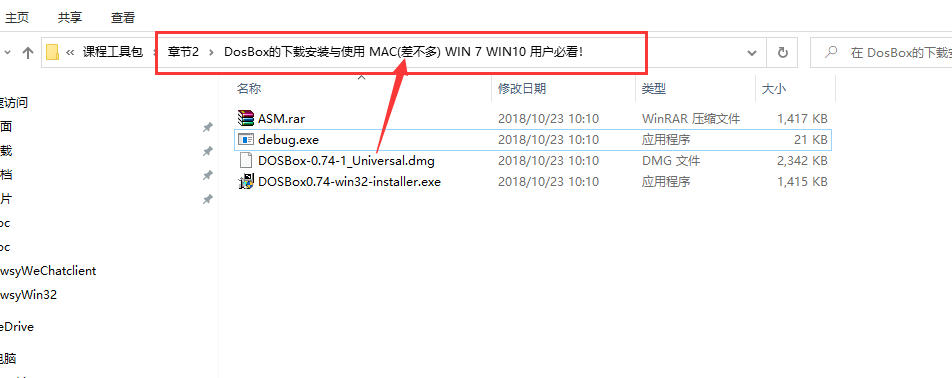 主页 共享 查看
« 课程工具包 章节2 › DosBox的下载安装与使用 MAC(差不多) WIN 7 WIN10 用户必看! 在 DosBox的下载安
名称 修改日期 类型 大小
速访问
ASM.rar 2018/10/23 10:10 WinRAR 压缩文件 1,417 KB
面 debug.exe 2018/10/23 10:10 应用程序 21 KB
载 DOSBox-0.74-1_Universal.dmg 2018/10/23 10:10 DMG 文件 2,342 KB
档 DOSBox0.74-win32-installer.exe 2018/10/23 10:10 应用程序 1,415 KB
片
oc
oc
wsyWeChatclient
wsyWin32
eDrive
电脑